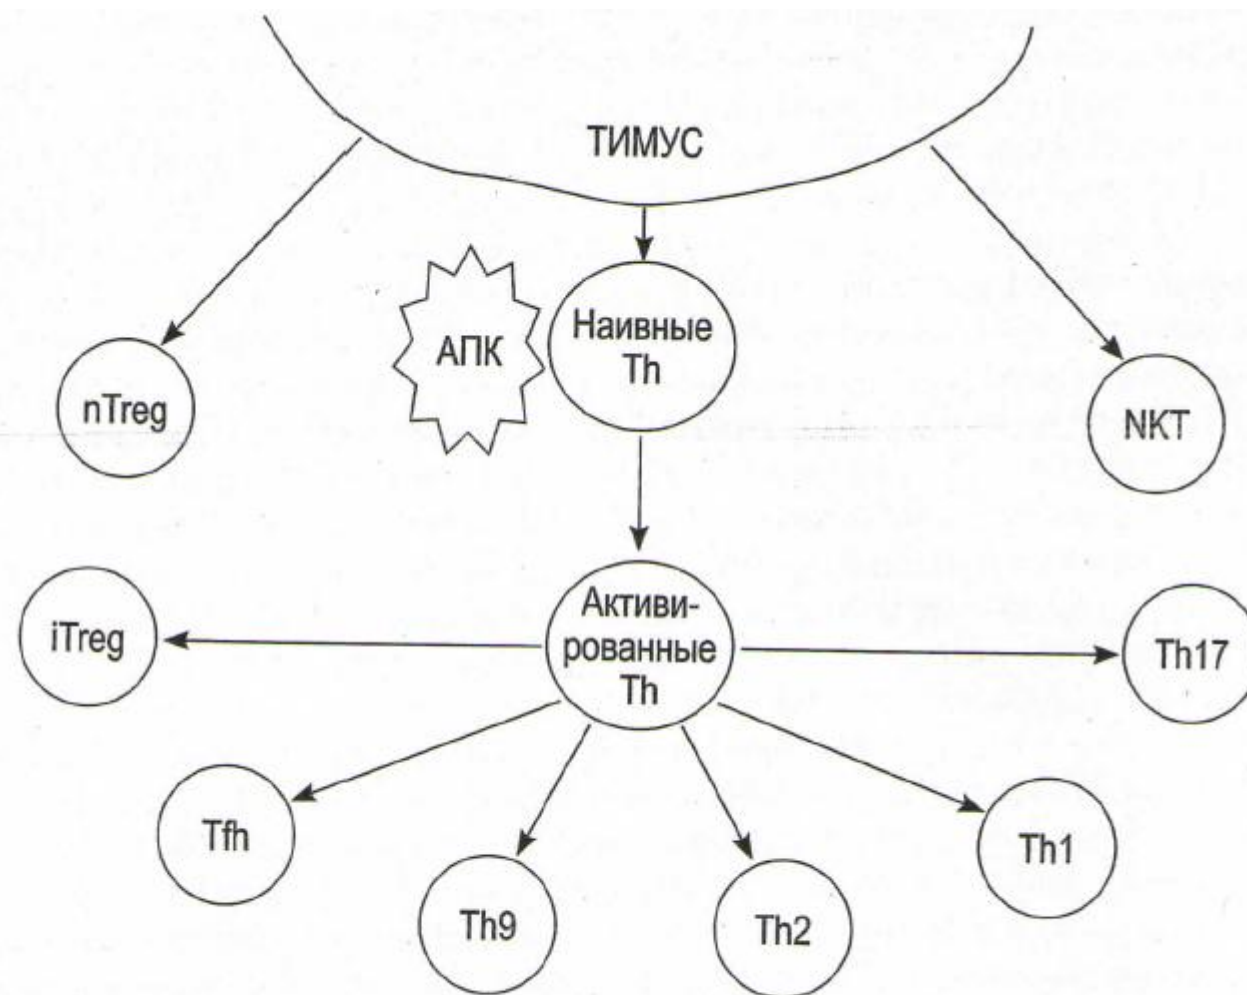 ТИМУС
АПК
Наивные
Th
nTreg
NKT
Активи-
рованные
Th
iTreg
Th17
Tfh
Th1
Th9
Th2